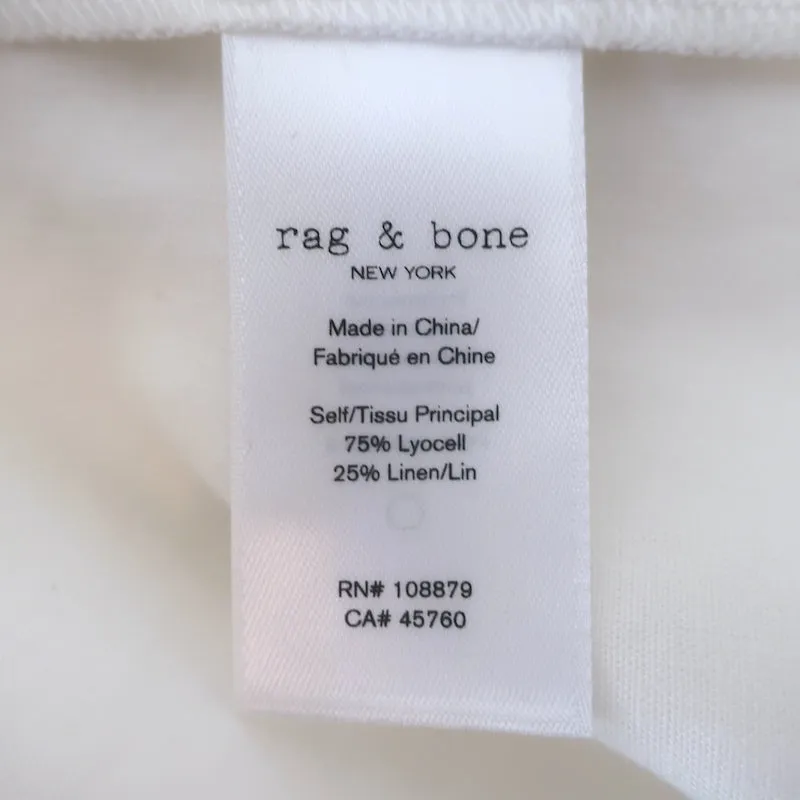 rag & bone
NEW YORK
Made in China/
Fabriqué en Chine
Self/Tissu Principal
75% Lyocell
25% Linen/Lin
RN# 108879
CA# 45760